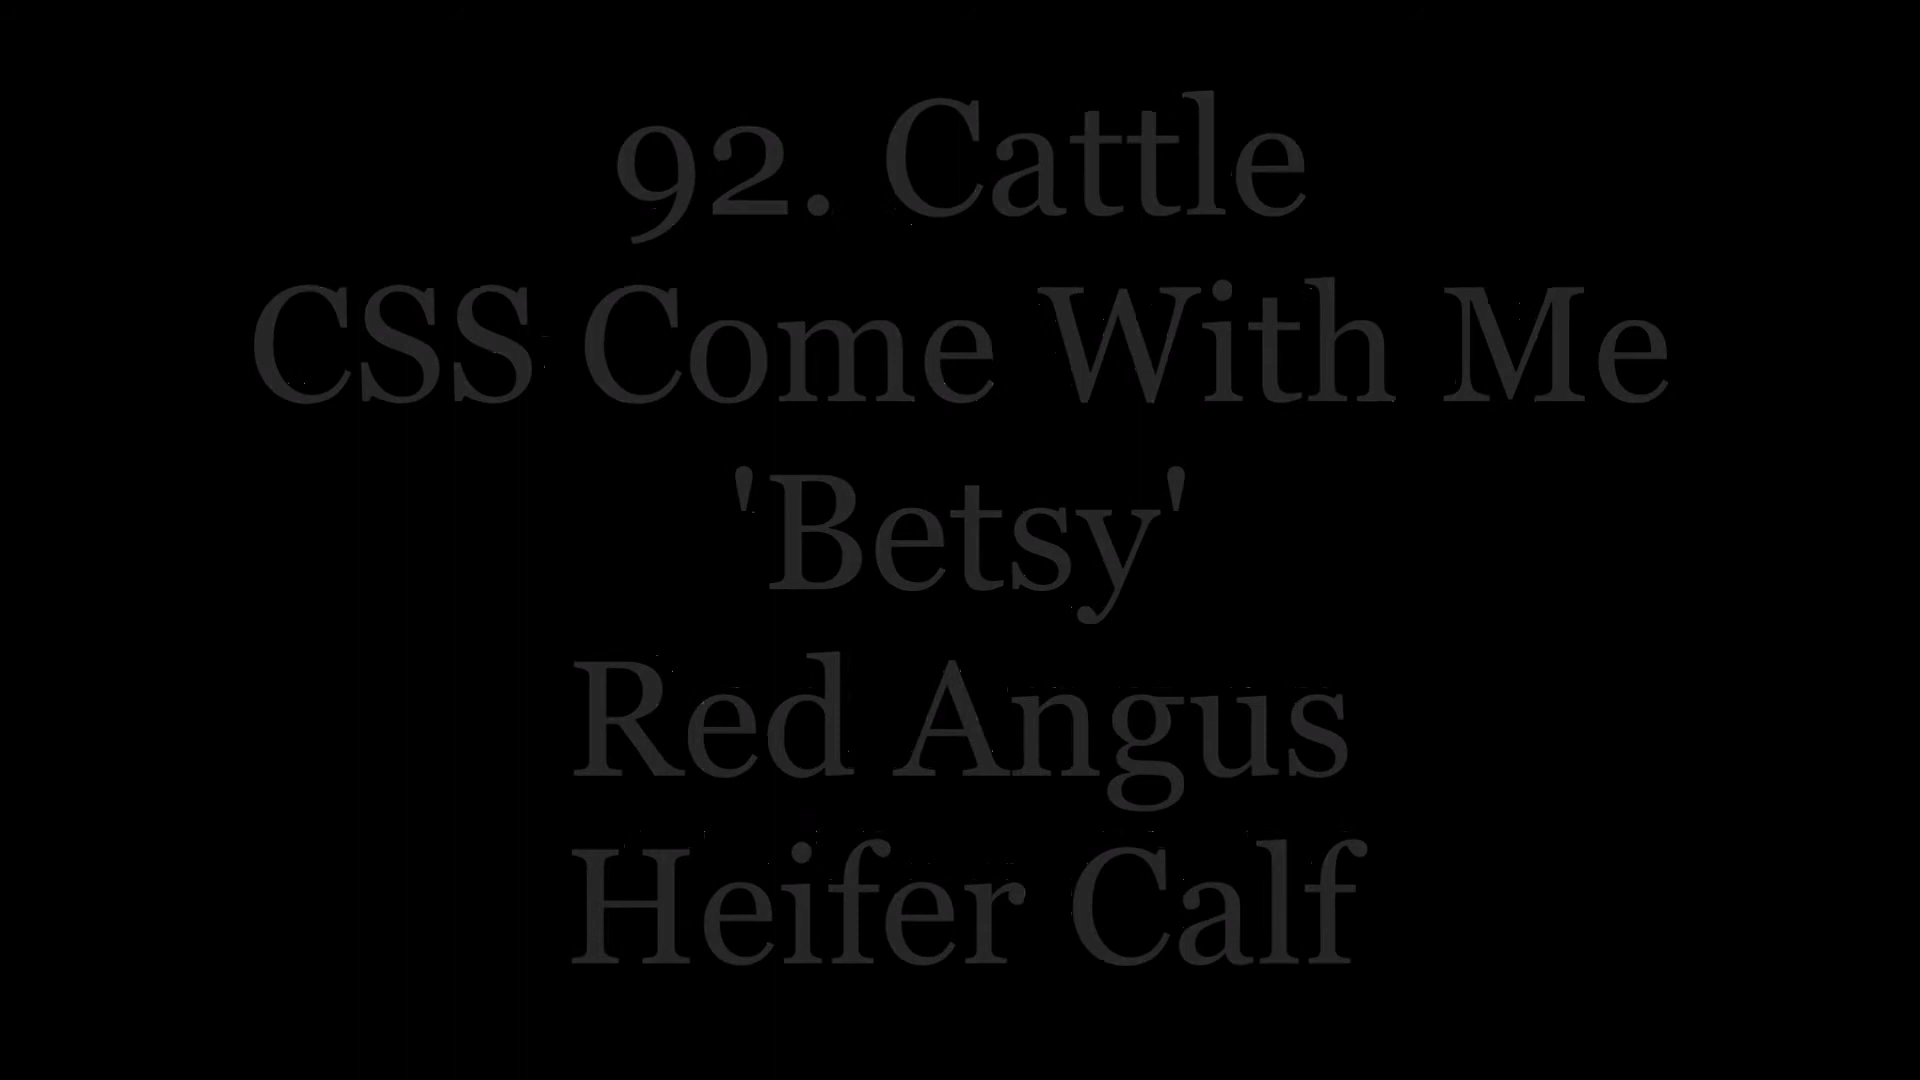 92. Cattle
CSS Come With Me
'Betsy'
Red Angus
Heifer Calf